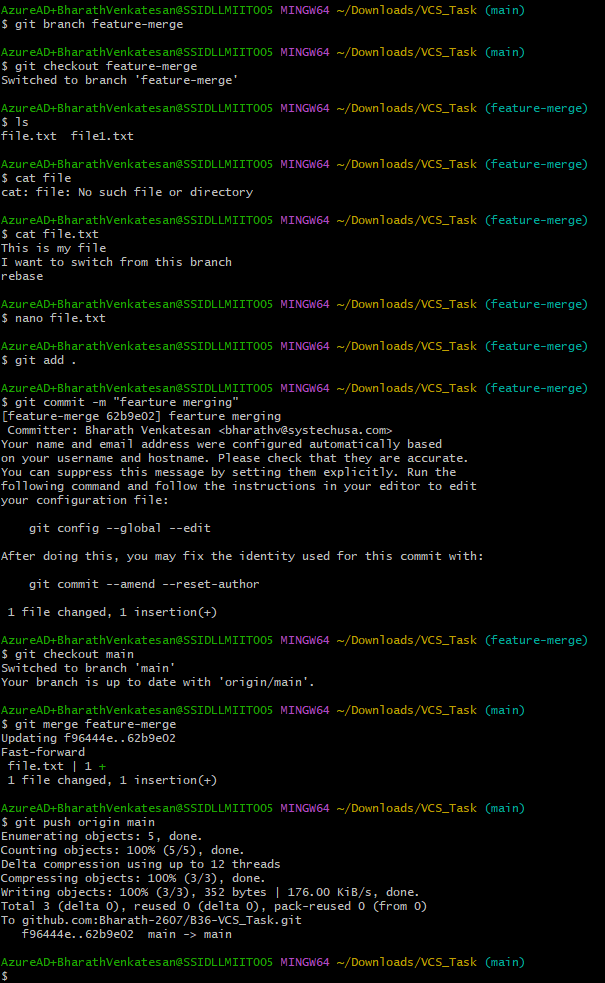 AzureAD+BharathVenkatesan@SSIDLLMIIT005 MINGW64 ~/Downloads/VCS_Task (main)
$ git branch feature-merge
AzureAD+BharathVenkatesan@SSIDLLMIIT005 MINGW64 ~/Downloads/VCS_Task (main)
$ git checkout feature-merge
Switched to branch 'feature-merge'
AzureAD+BharathVenkatesan@SSIDLLMIIT005 MINGW64 ~/Downloads/VCS_Task (feature-merge)
$ ls
file.txt  file1.txt
AzureAD+BharathVenkatesan@SSIDLLMIIT005 MINGW64 ~/Downloads/VCS_Task (feature-merge)
$ cat file
cat: file: No such file or directory
AzureAD+BharathVenkatesan@SSIDLLMIIT005 MINGW64 ~/Downloads/VCS_Task (feature-merge)
$ cat file.txt
This is my file
I want to switch from this branch
rebase
AzureAD+BharathVenkatesan@SSIDLLMIIT005 MINGW64 ~/Downloads/VCS_Task (feature-merge)
$ nano file.txt
AzureAD+BharathVenkatesan@SSIDLLMIIT005 MINGW64 ~/Downloads/VCS_Task (feature-merge)
$ git add .
AzureAD+BharathVenkatesan@SSIDLLMIIT005 MINGW64 ~/Downloads/VCS_Task (feature-merge)
$ git commit -m "fearture merging"
[feature-merge 62b9e02] fearture merging
 Committer: Bharath Venkatesan <bharathv@systechusa.com>
Your name and email address were configured automatically based
on your username and hostname. Please check that they are accurate.
You can suppress this message by setting them explicitly. Run the
following command and follow the instructions in your editor to edit
your configuration file:
    git config --global --edit
After doing this, you may fix the identity used for this commit with:
    git commit --amend --reset-author
 1 file changed, 1 insertion(+)
AzureAD+BharathVenkatesan@SSIDLLMIIT005 MINGW64 ~/Downloads/VCS_Task (feature-merge)
$ git checkout main
Switched to branch 'main'
Your branch is up to date with 'origin/main'.
AzureAD+BharathVenkatesan@SSIDLLMIIT005 MINGW64 ~/Downloads/VCS_Task (main)
$ git merge feature-merge
Updating f96444e..62b9e02
Fast-forward
 file.txt | 1 +
 1 file changed, 1 insertion(+)
AzureAD+BharathVenkatesan@SSIDLLMIIT005 MINGW64 ~/Downloads/VCS_Task (main)
$ git push origin main
Enumerating objects: 5, done.
Counting objects: 100% (5/5), done.
Delta compression using up to 12 threads
Compressing objects: 100% (3/3), done.
Writing objects: 100% (3/3), 352 bytes | 176.00 KiB/s, done.
Total 3 (delta 0), reused 0 (delta 0), pack-reused 0 (from 0)
To github.com:Bharath-2607/B36-VCS_Task.git
   f96444e..62b9e02  main -> main
AzureAD+BharathVenkatesan@SSIDLLMIIT005 MINGW64 ~/Downloads/VCS_Task (main)
$